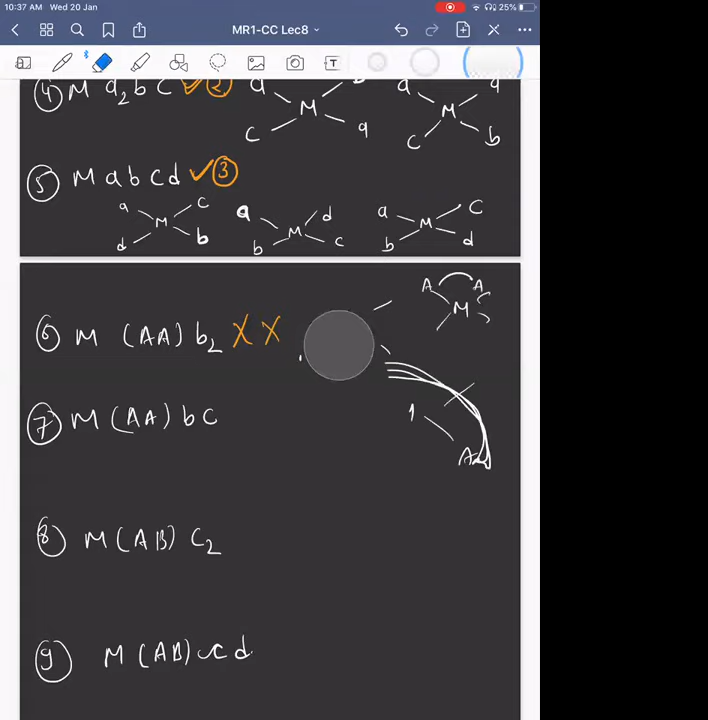 10:37 AM Wed 20 Jan
25%
MR1-CC Lec8
T
4 M a2 b c ✓ 2
a M b c a
a a M c b
5 M a b c d ✓ 3
a c M d b
a d M b c
a c M b d
6 M (AA) b2 X X
A A M
7 M (AA) b c
A
8 M (AB) c2
9 M (AB) c d